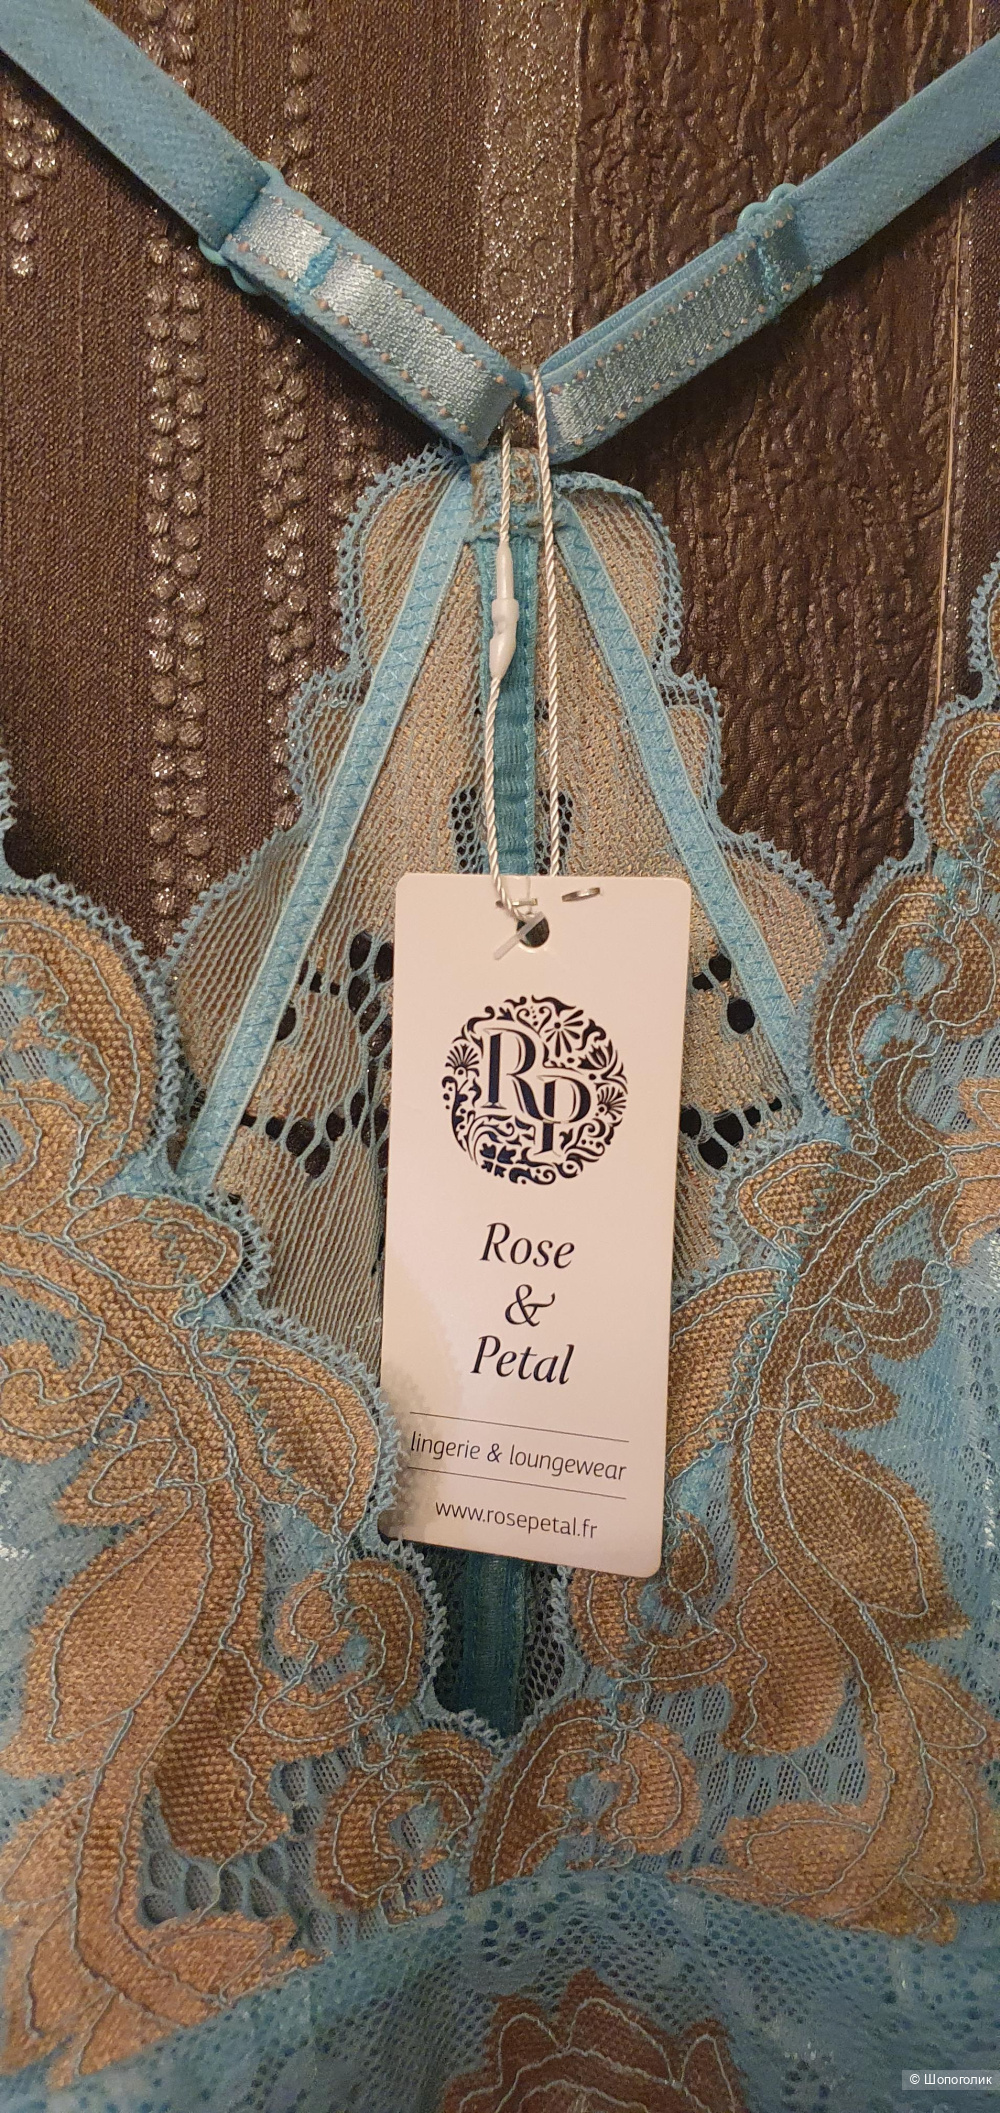 RP
Rose
&
Petal
lingerie & loungewear
www.rosepetal.fr
© Шопоголик